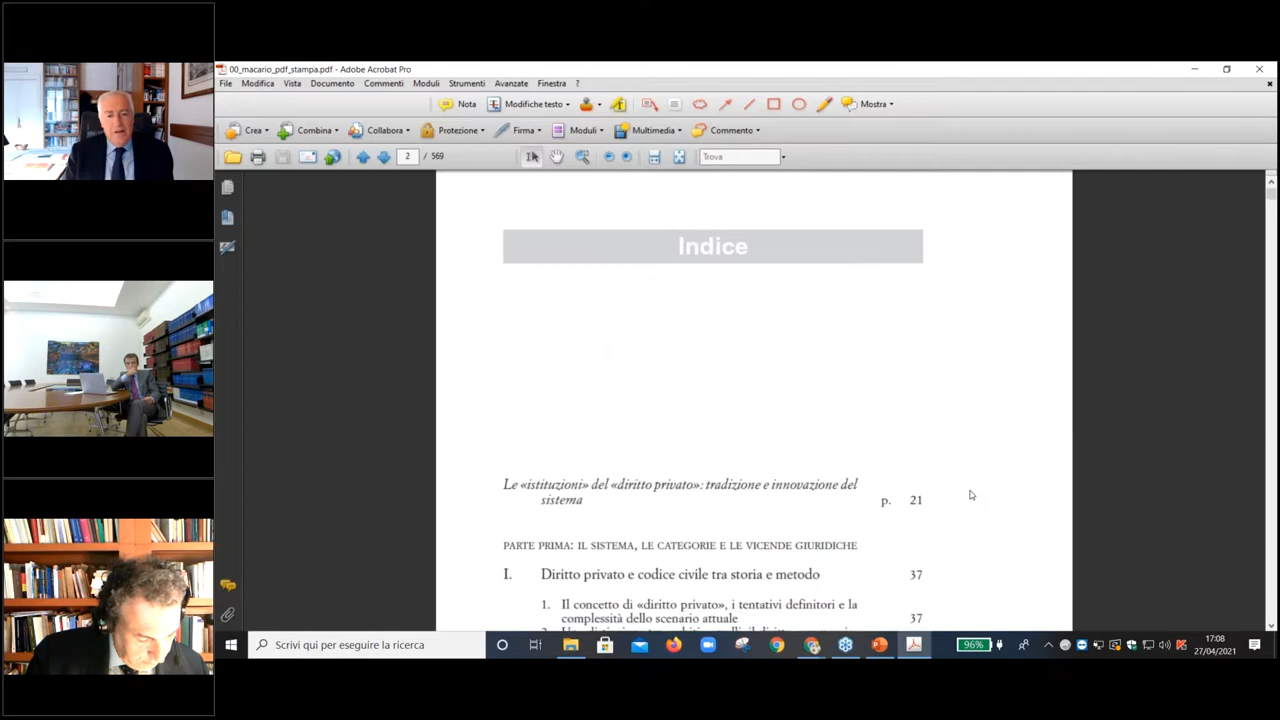 00_macario_pdf_stampa.pdf - Adobe Acrobat Pro
File Modifica Vista Documento Commenti Moduli Strumenti Avanzate Finestra ?
Nota Modifiche testo Mostra
Crea Combina Collabora Protezione Firma Moduli Multimedia Commento
2 / 569 Trova
Indice
Le «istituzioni» del «diritto privato»: tradizione e innovazione del
sistema p. 21
PARTE PRIMA: IL SISTEMA, LE CATEGORIE E LE VICENDE GIURIDICHE
I. Diritto privato e codice civile tra storia e metodo 37
1. Il concetto di «diritto privato», i tentativi definitori e la
complessità dello scenario attuale 37
Scrivi qui per eseguire la ricerca
96%
17:08
27/04/2021